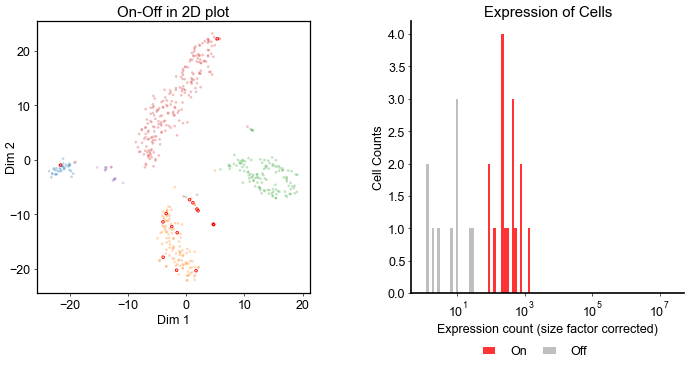 On-Off in 2D plot
20
10
0
−10
−20
Dim 2
−20 −10 0 10 20
Dim 1
Expression of Cells
4.0
3.5
3.0
2.5
2.0
1.5
1.0
0.5
0.0
Cell Counts
10^1 10^3 10^5 10^7
Expression count (size factor corrected)
On Off